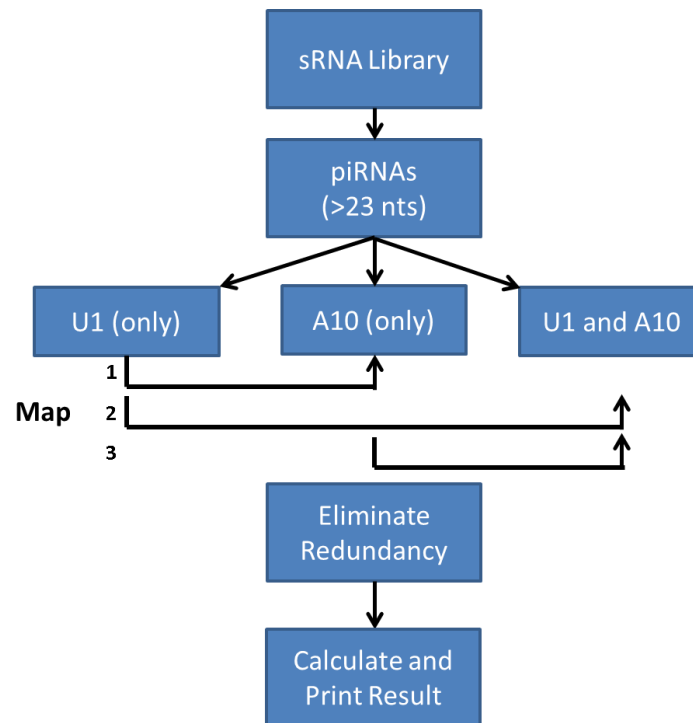 sRNA Library
piRNAs
(>23 nts)
U1 (only)
A10 (only)
U1 and A10
1
Map
2
3
Eliminate
Redundancy
Calculate and
Print Result